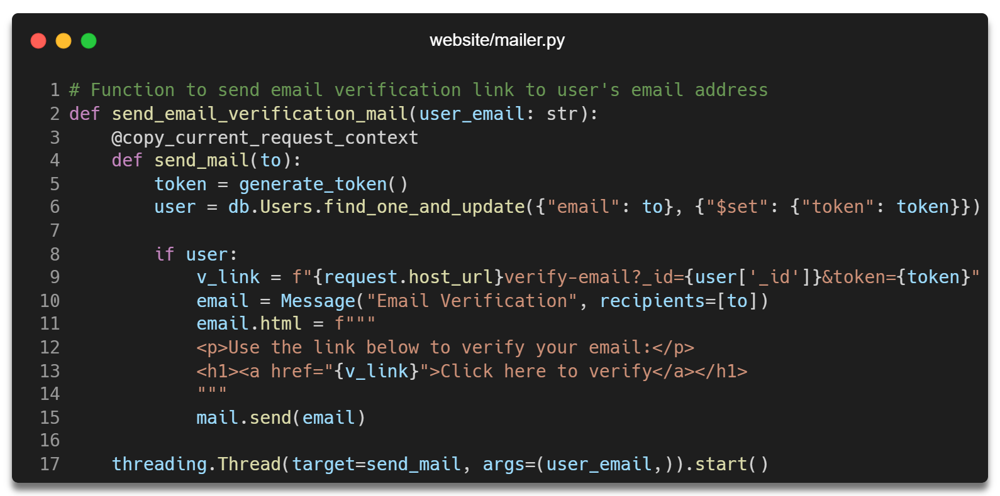 website/mailer.py
1 # Function to send email verification link to user's email address
2 def send_email_verification_mail(user_email: str):
3     @copy_current_request_context
4     def send_mail(to):
5         token = generate_token()
6         user = db.Users.find_one_and_update({"email": to}, {"$set": {"token": token}})
7
8         if user:
9             v_link = f"{request.host_url}verify-email?_id={user['_id']}&token={token}"
10             email = Message("Email Verification", recipients=[to])
11             email.html = f"""
12             <p>Use the link below to verify your email:</p>
13             <h1><a href="{v_link}">Click here to verify</a></h1>
14             """
15             mail.send(email)
16
17     threading.Thread(target=send_mail, args=(user_email,)).start()